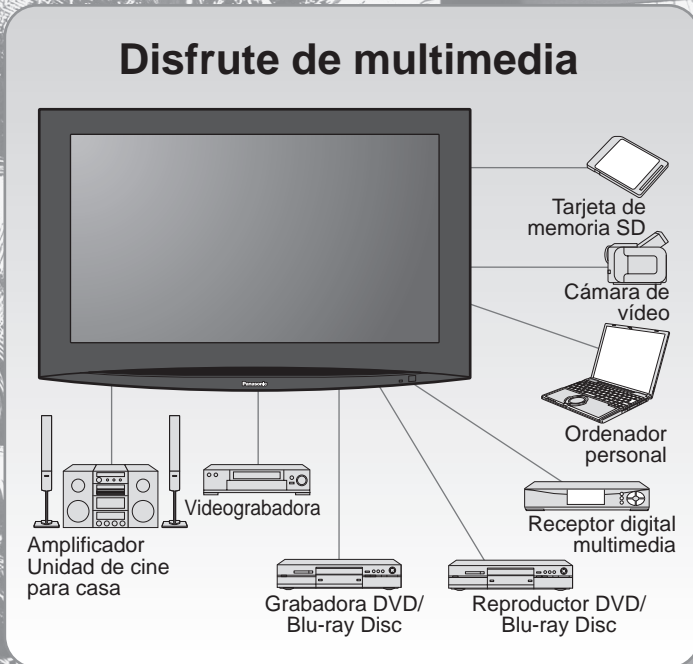 Disfrute de multimedia
Tarjeta de
memoria SD
Cámara de
vídeo
Ordenador
personal
Panasonic
Receptor digital
multimedia
Videograbadora
Amplificador
Unidad de cine
para casa
Grabadora DVD/
Blu-ray Disc
Reproductor DVD/
Blu-ray Disc